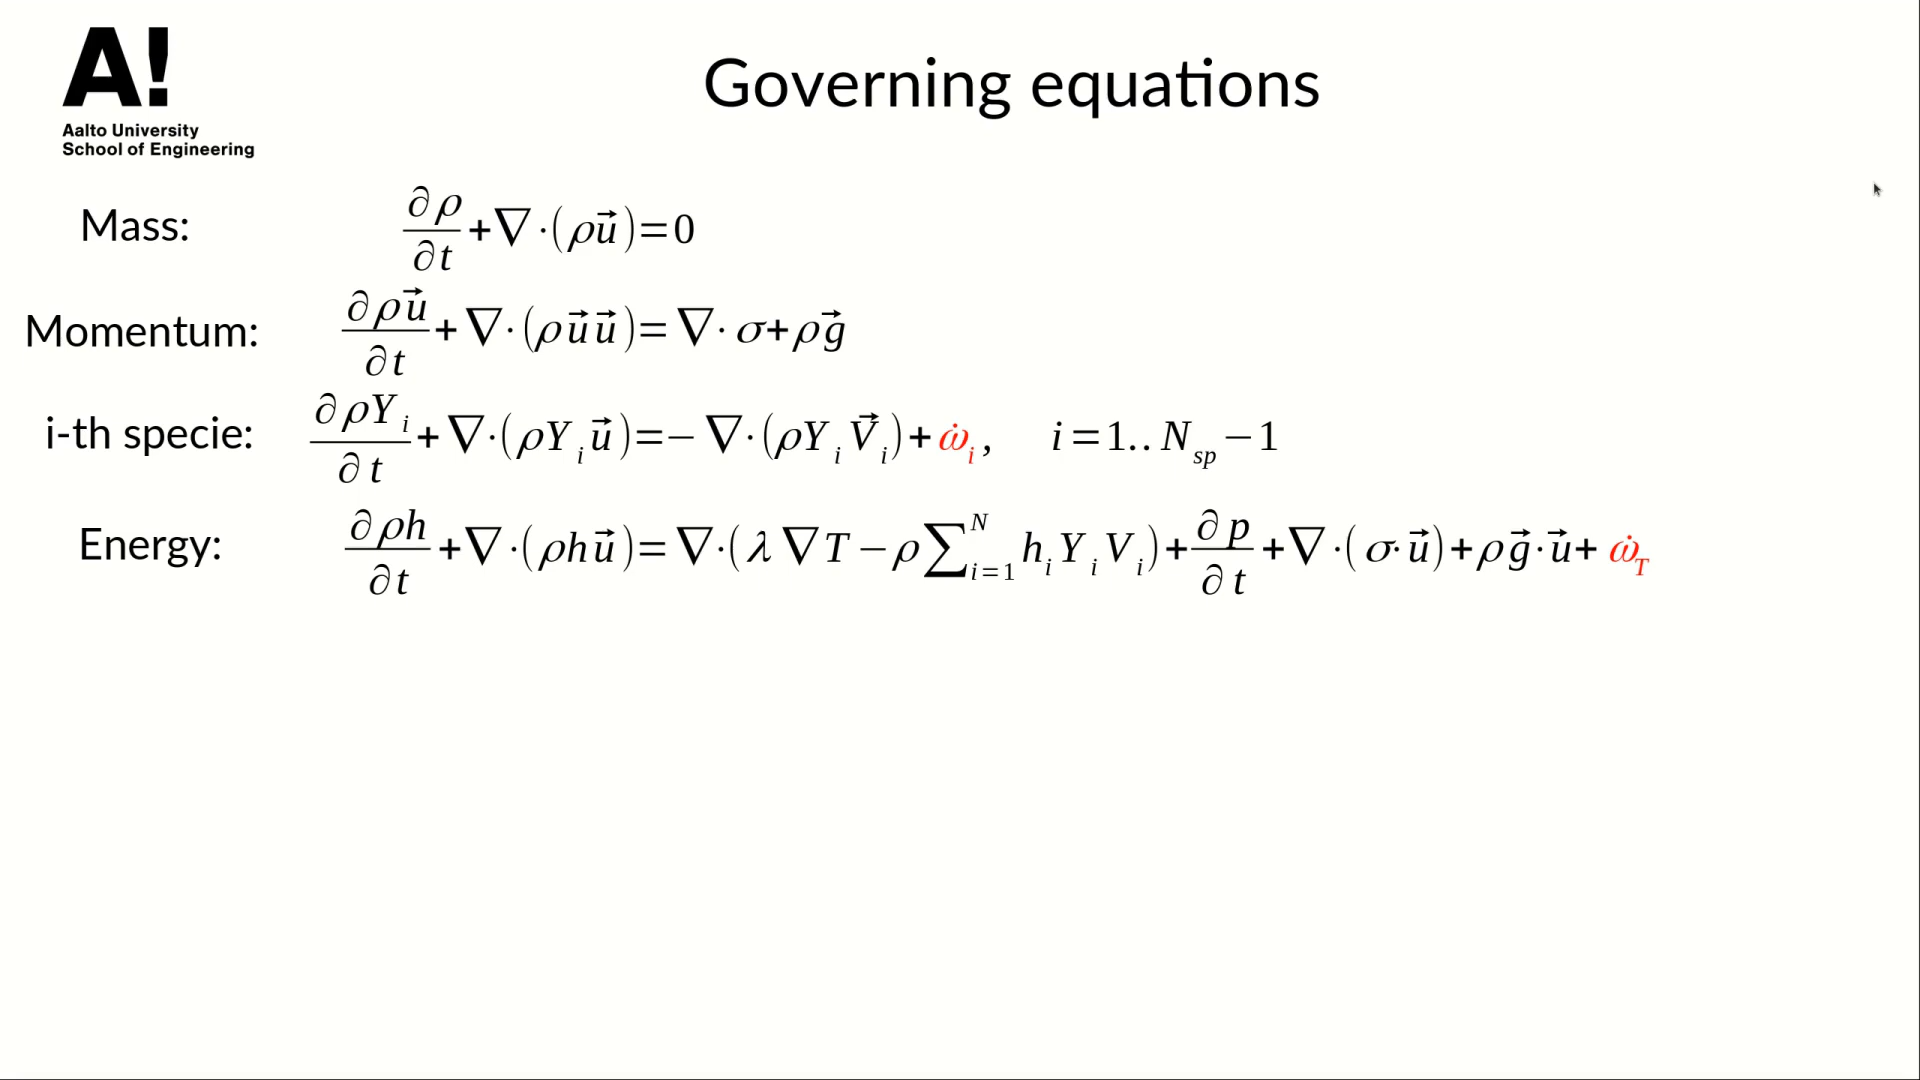 A!
Aalto University
School of Engineering
Governing equations
Mass: ∂ρ/∂t + ∇·(ρu⃗) = 0
Momentum: ∂ρu⃗/∂t + ∇·(ρu⃗u⃗) = ∇·σ + ρg⃗
i-th specie: ∂ρY_i/∂t + ∇·(ρY_i u⃗) = −∇·(ρY_i V⃗_i) + ω̇_i, i=1..N_sp−1
Energy: ∂ρh/∂t + ∇·(ρhu⃗) = ∇·(λ∇T − ρ∑_{i=1}^{N} h_i Y_i V_i) + ∂p/∂t + ∇·(σ·u⃗) + ρg⃗·u⃗ + ω̇_T